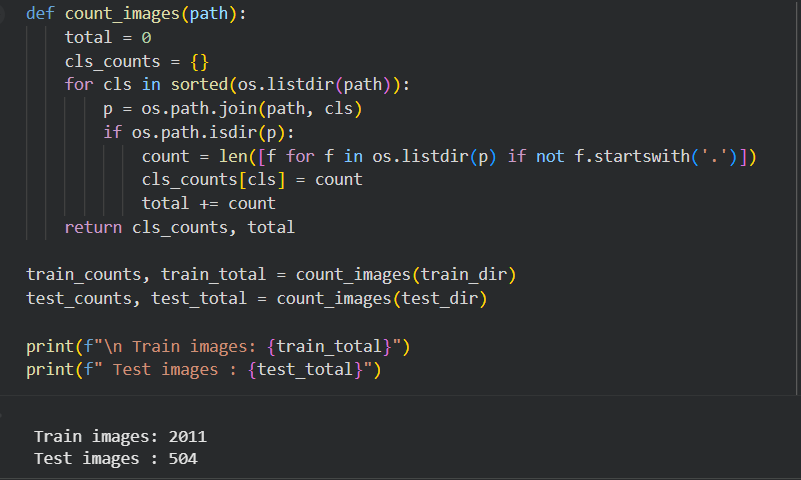 def count_images(path):
    total = 0
    cls_counts = {}
    for cls in sorted(os.listdir(path)):
        p = os.path.join(path, cls)
        if os.path.isdir(p):
            count = len([f for f in os.listdir(p) if not f.startswith('.')])
            cls_counts[cls] = count
            total += count
    return cls_counts, total
train_counts, train_total = count_images(train_dir)
test_counts, test_total = count_images(test_dir)
print(f"\n Train images: {train_total}")
print(f" Test images : {test_total}")
Train images: 2011
Test images : 504